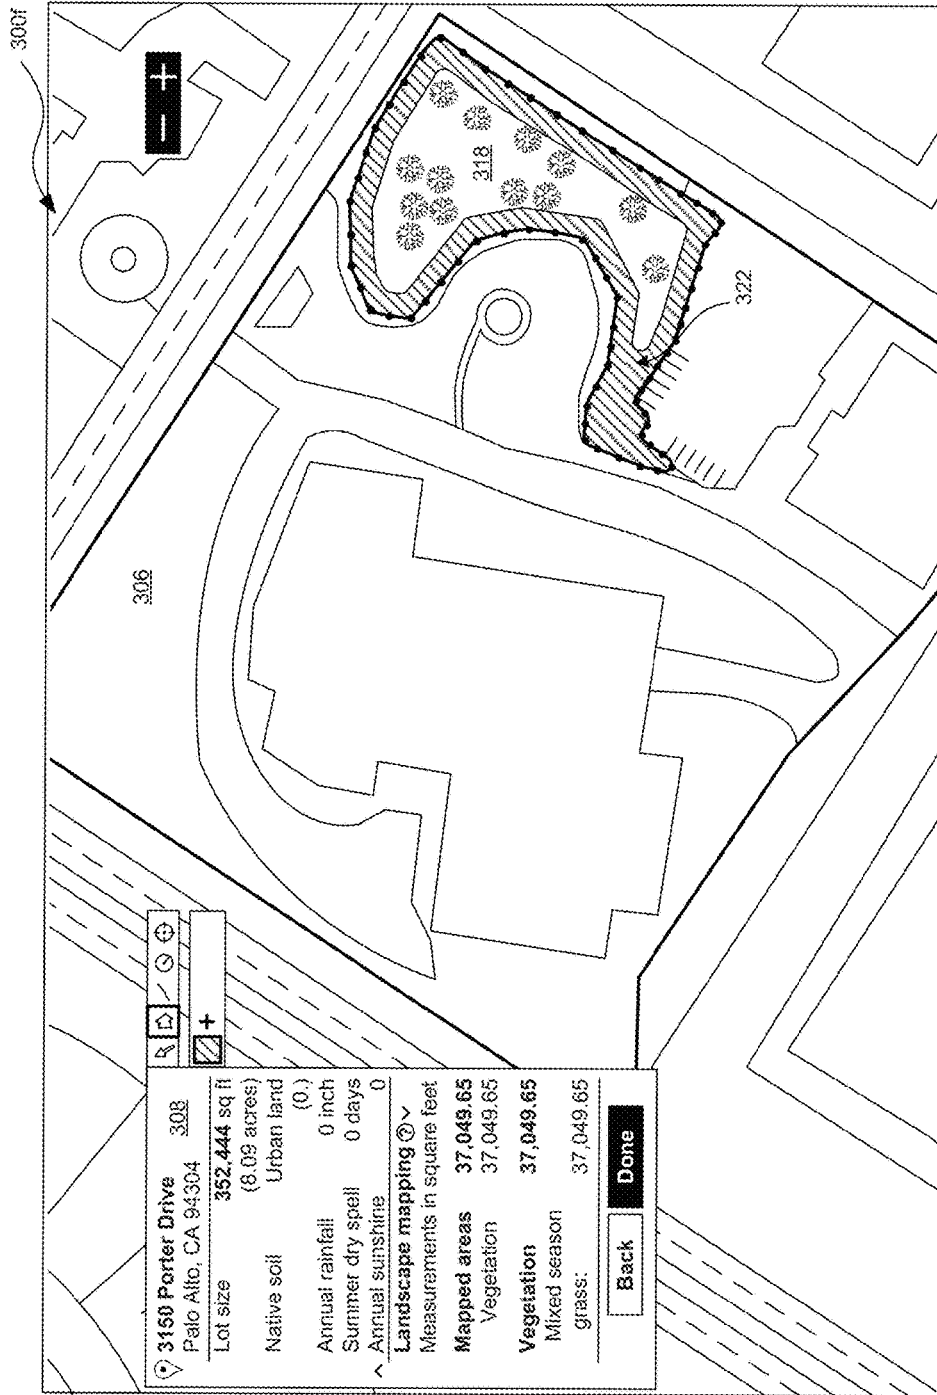 300f
− +
306
318
322
3150 Porter Drive
Palo Alto, CA 94304 308
Lot size 352,444 sq ft
(8.09 acres)
Native soil Urban land
(0.)
Annual rainfall 0 inch
Summer dry spell 0 days
Annual sunshine 0
Landscape mapping ?
Measurements in square feet
Mapped areas 37,049.65
Vegetation 37,049.65
Vegetation 37,049.65
Mixed season
grass: 37,049.65
Back Done
+